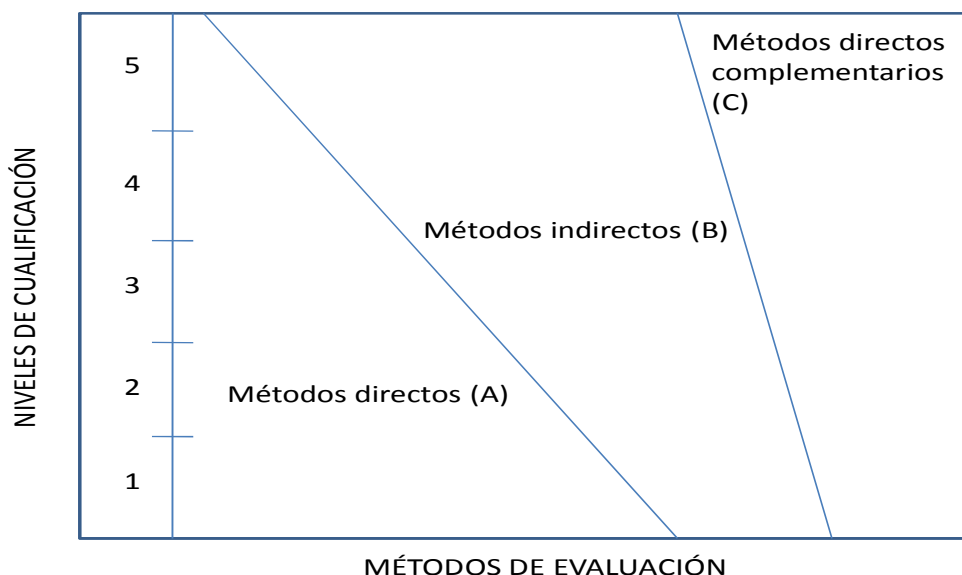 NIVELES DE CUALIFICACIÓN
5
4
3
2
1
Métodos directos
complementarios
(C)
Métodos indirectos (B)
Métodos directos (A)
MÉTODOS DE EVALUACIÓN